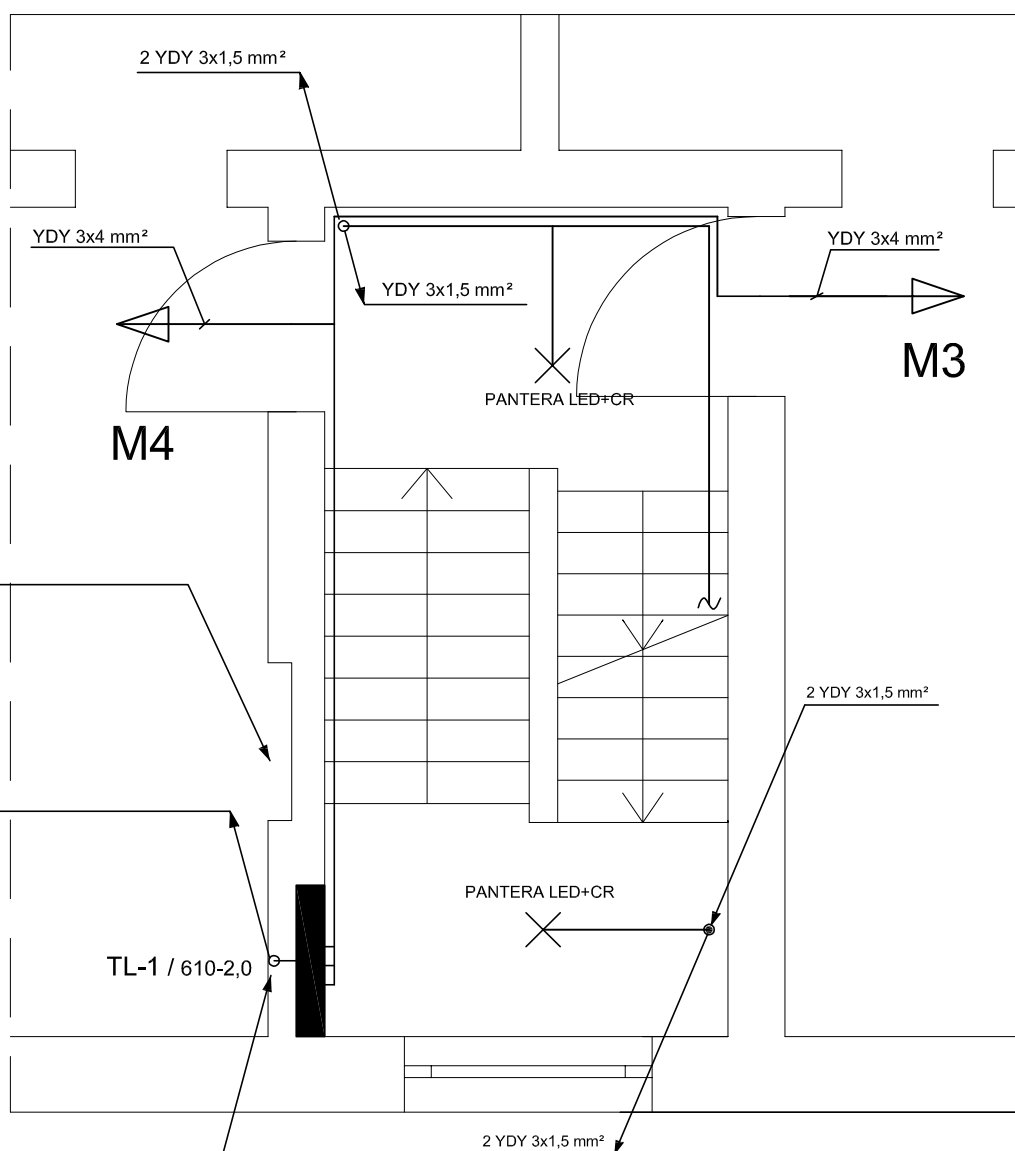 2 YDY 3x1,5 mm²
YDY 3x4 mm²
YDY 3x4 mm²
YDY 3x1,5 mm²
M3
PANTERA LED+CR
M4
2 YDY 3x1,5 mm²
PANTERA LED+CR
TL-1 / 610-2,0
2 YDY 3x1,5 mm²